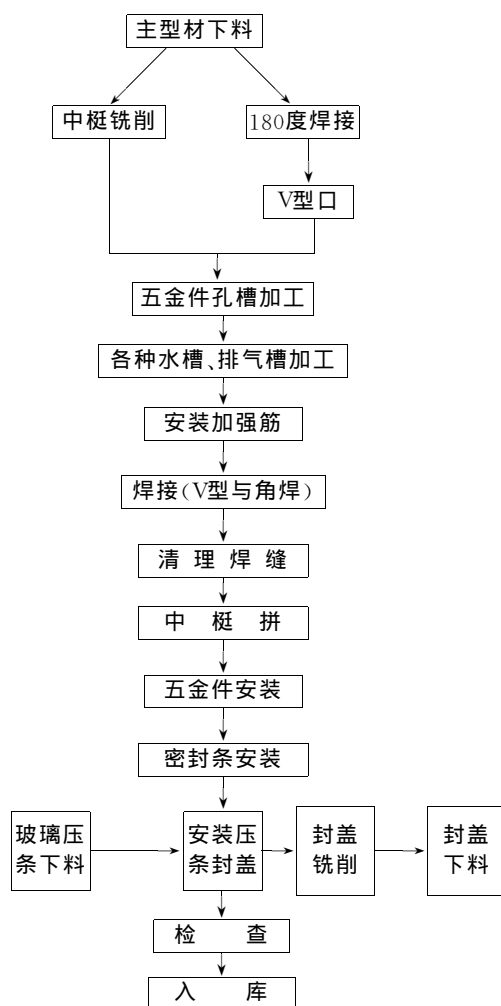 主型材下料
中梃铣削
180度焊接
V型口
五金件孔槽加工
各种水槽、排气槽加工
安装加强筋
焊接(V型与角焊)
清理焊缝
中梃拼
五金件安装
密封条安装
玻璃压
条下料
安装压
条封盖
封盖
铣削
封盖
下料
检查
入库